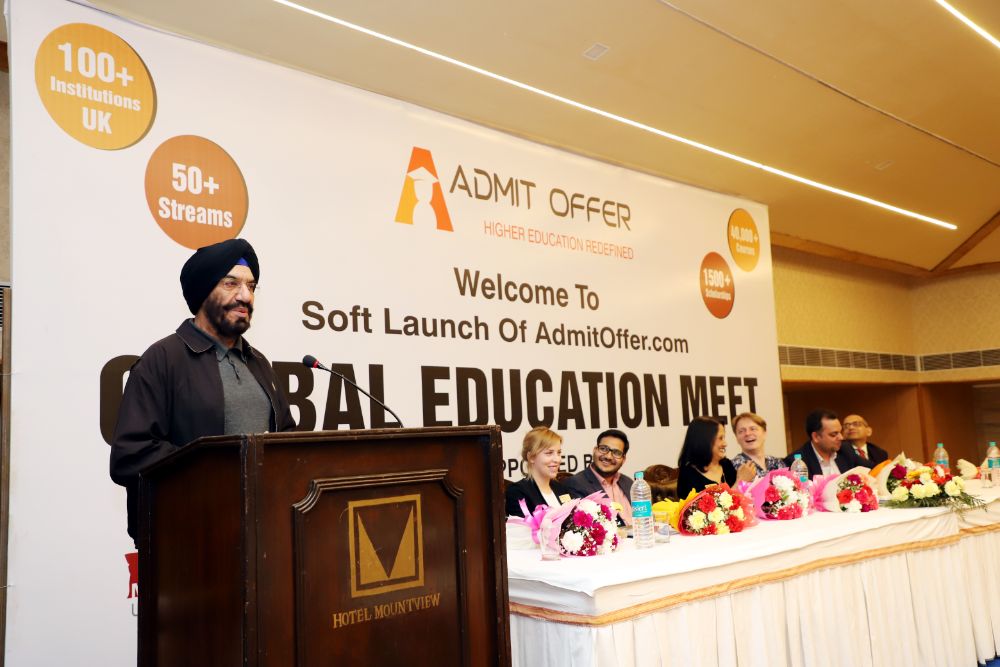 100+
Institutions
UK
50+
Streams
ADMIT OFFER
HIGHER EDUCATION REDEFINED
40,000+
Courses
1500+
Scholarships
Welcome To
Soft Launch Of AdmitOffer.com
EDUCATION MEET
HOTEL MOUNTVIEW